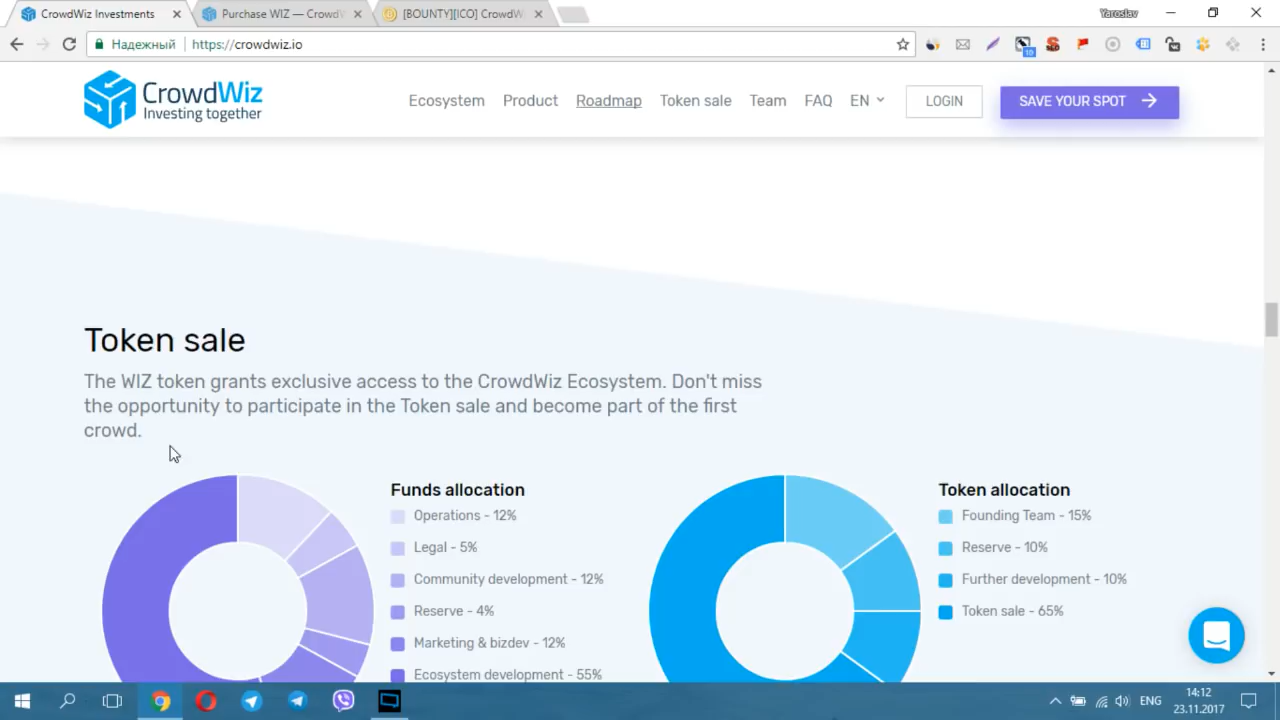 CrowdWiz Investments
Purchase WIZ — CrowdW
[BOUNTY][ICO] CrowdWi
Yaroslav
Надежный
https://crowdwiz.io
10
CrowdWiz
Investing together
Ecosystem
Product
Roadmap
Token sale
Team
FAQ
EN
LOGIN
SAVE YOUR SPOT
Token sale
The WIZ token grants exclusive access to the CrowdWiz Ecosystem. Don't miss
the opportunity to participate in the Token sale and become part of the first
crowd.
Funds allocation
Operations - 12%
Legal - 5%
Community development - 12%
Reserve - 4%
Marketing & bizdev - 12%
Ecosystem development - 55%
Token allocation
Founding Team - 15%
Reserve - 10%
Further development - 10%
Token sale - 65%
ENG
14:12
23.11.2017